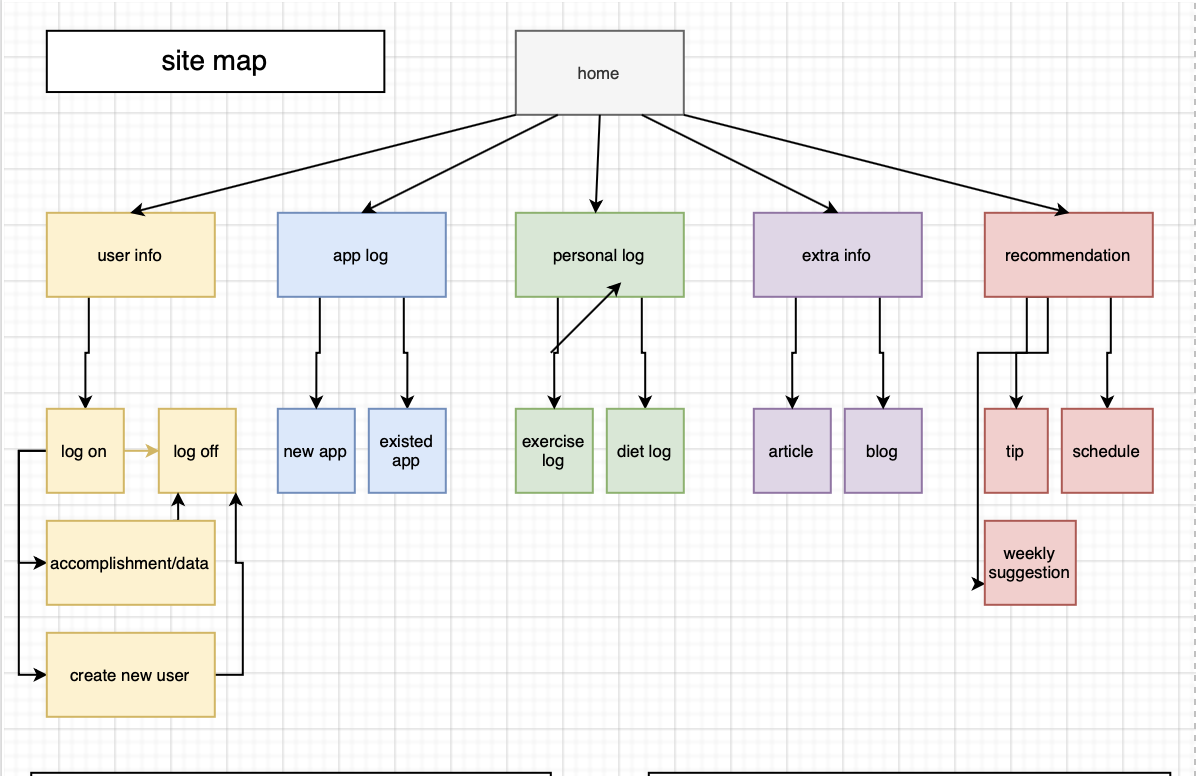 site map
home
user info
app log
personal log
extra info
recommendation
log on
log off
new app
existed
app
exercise
log
diet log
article
blog
tip
schedule
accomplishment/data
weekly
suggestion
create new user